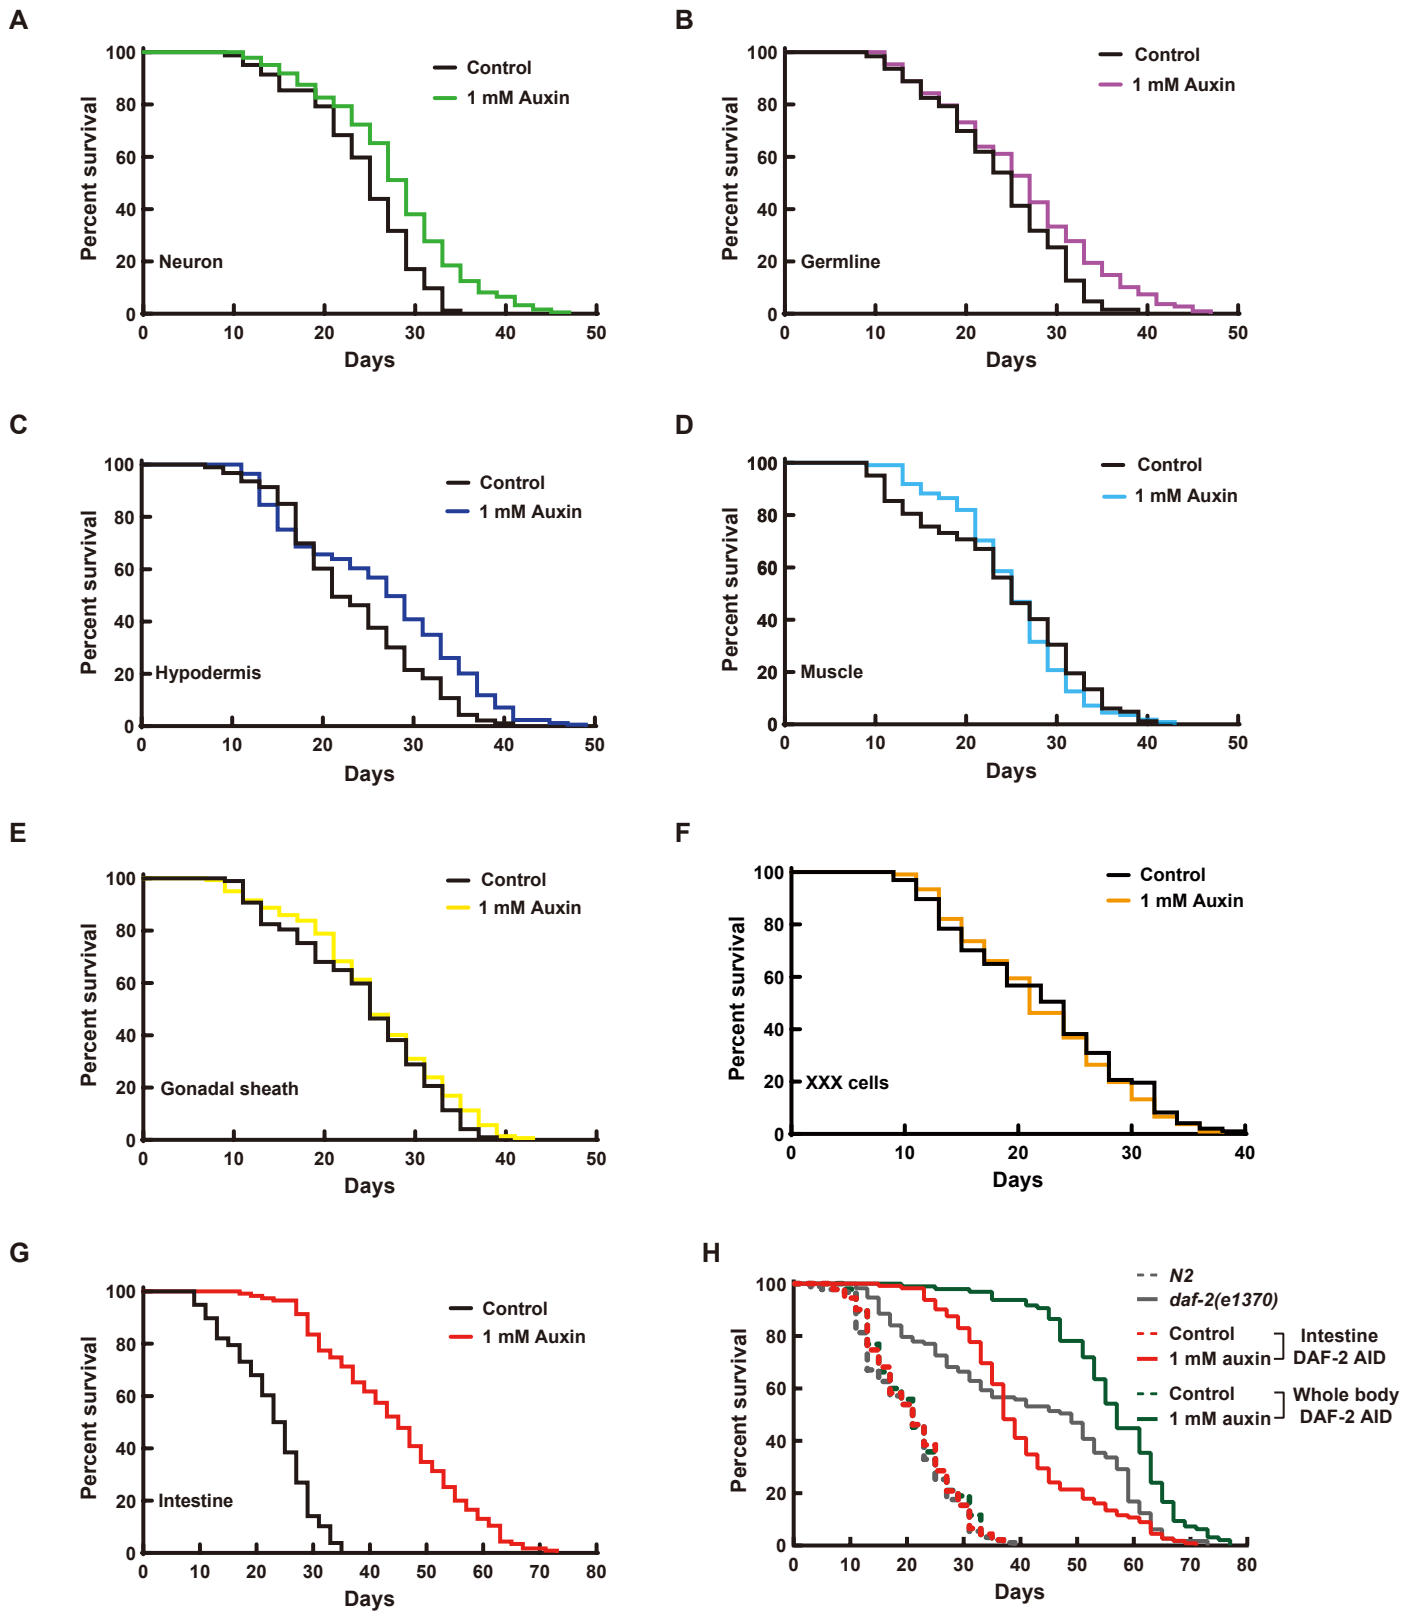 A
100
80
60
40
20
0
0 10 20 30 40 50
Percent survival
Days
Neuron
Control
1 mM Auxin
B
100
80
60
40
20
0
0 10 20 30 40 50
Percent survival
Days
Germline
Control
1 mM Auxin
C
100
80
60
40
20
0
0 10 20 30 40 50
Percent survival
Days
Hypodermis
Control
1 mM Auxin
D
100
80
60
40
20
0
0 10 20 30 40 50
Percent survival
Days
Muscle
Control
1 mM Auxin
E
100
80
60
40
20
0
0 10 20 30 40 50
Percent survival
Days
Gonadal sheath
Control
1 mM Auxin
F
100
80
60
40
20
0
0 10 20 30 40
Percent survival
Days
XXX cells
Control
1 mM Auxin
G
100
80
60
40
20
0
0 10 20 30 40 50 60 70 80
Percent survival
Days
Intestine
Control
1 mM Auxin
H
100
80
60
40
20
0
0 10 20 30 40 50 60 70 80
Percent survival
Days
N2
daf-2(e1370)
Control
1 mM auxin
Intestine
DAF-2 AID
Control
1 mM auxin
Whole body
DAF-2 AID